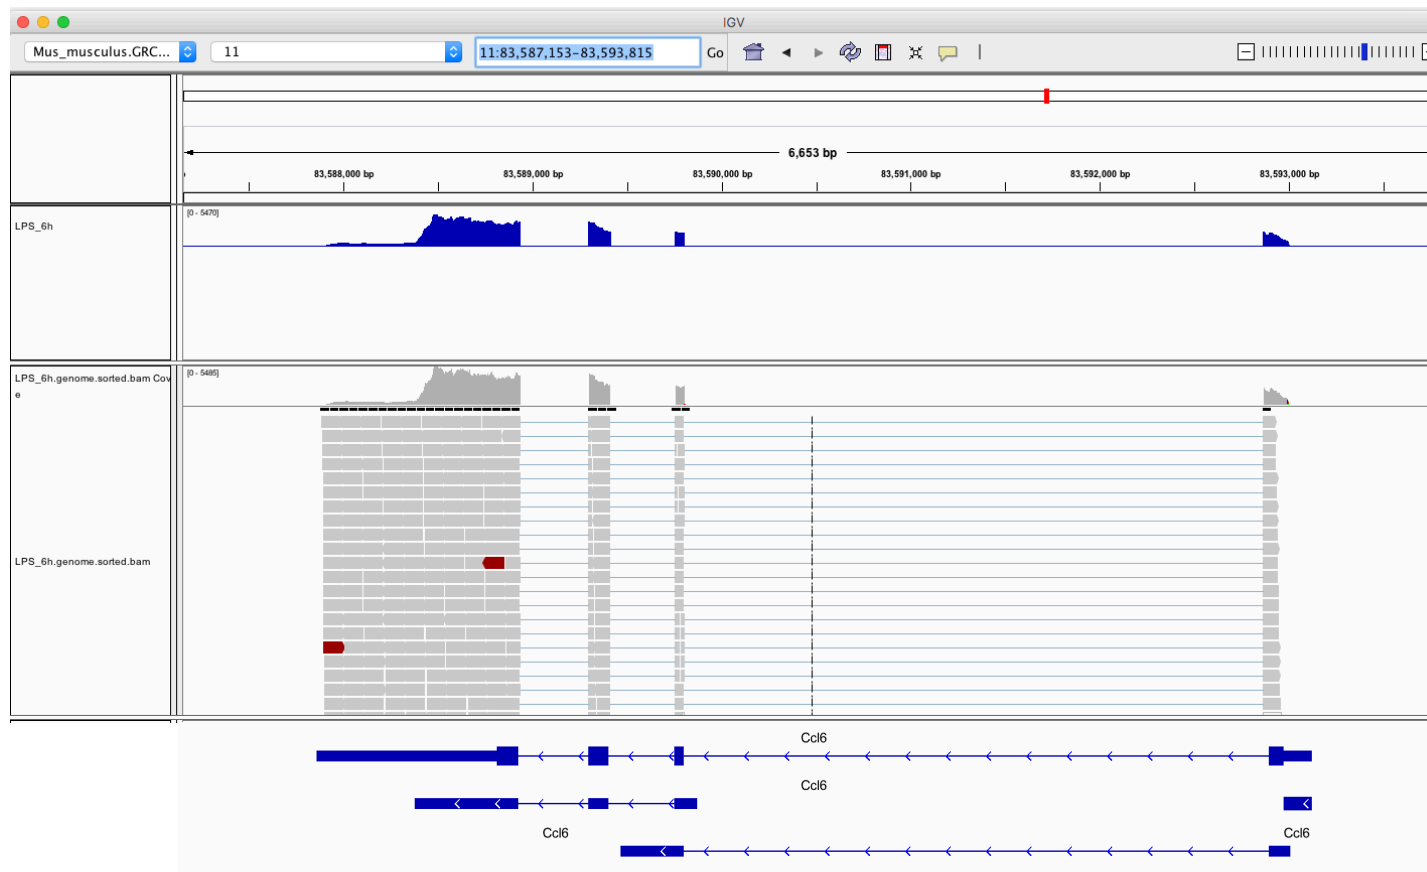 IGV
Mus_musculus.GRC... 11 11:83,587,153-83,593,815 Go
6,653 bp
83,588,000 bp 83,589,000 bp 83,590,000 bp 83,591,000 bp 83,592,000 bp 83,593,000 bp
[0 - 5470]
LPS_6h
[0 - 5485]
LPS_6h.genome.sorted.bam Cov
e
LPS_6h.genome.sorted.bam
Ccl6
Ccl6
Ccl6 Ccl6